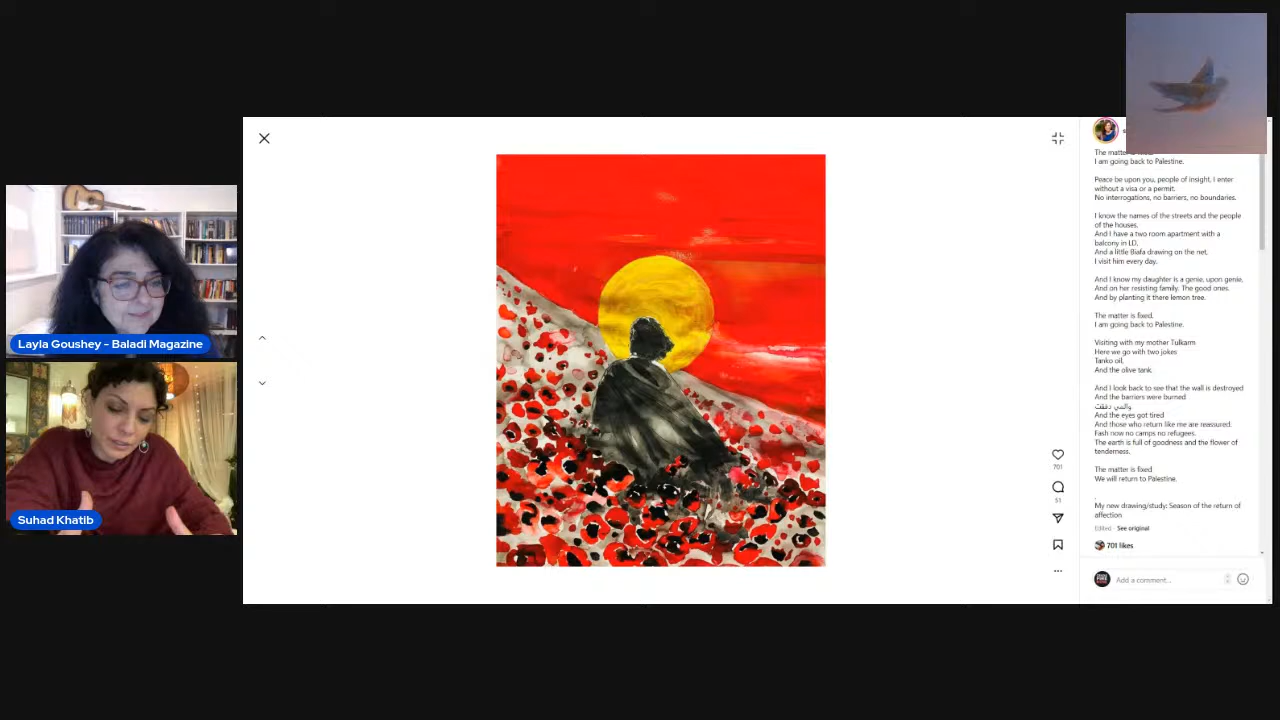 Layla Goushey - Baladi Magazine
Suhad Khatib
I am going back to Palestine.
Peace be upon you, people of insight, I enter
without a visa or a permit.
No interrogations, no barriers, no boundaries.
I know the names of the streets and the people
of the houses.
And I have a two room apartment with a
balcony in LD,
And a little Biafa drawing on the net,
I visit him every day.
And I know my daughter is a genie, upon genie,
And on her resisting family. The good ones.
And by planting it there lemon tree.
The matter is fixed,
I am going back to Palestine.
Visiting with my mother Tulkarm
Here we go with two jokes
Tanko oil,
And the olive tank.
And I look back to see that the wall is destroyed
And the barriers were burned
And the eyes got tired
And those who return like me are reassured.
Fash now no camps no refugees.
The earth is full of goodness and the flower of
tenderness.
The matter is fixed
We will return to Palestine.
.
My new drawing/study: Season of the return of
affection
Edited · See original
701 likes
701
51
Add a comment...